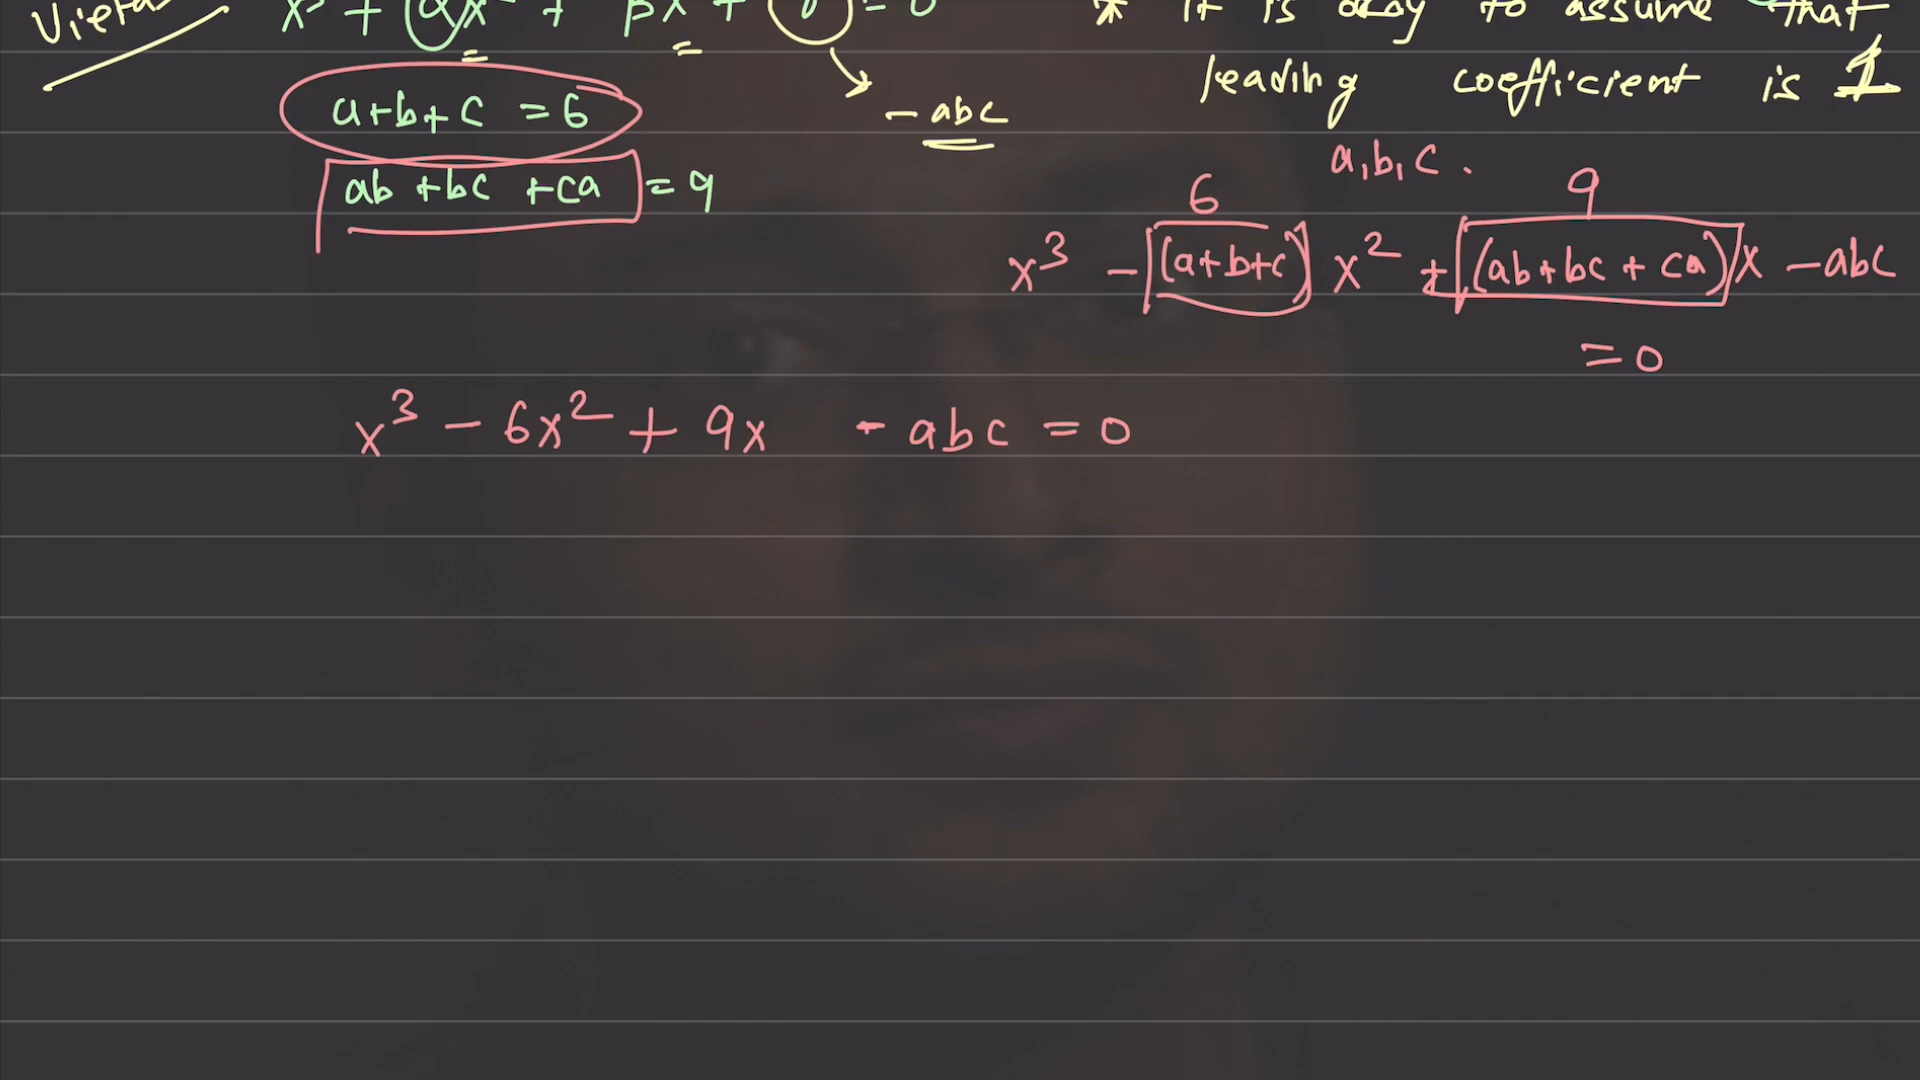 Vieta
x³ + αx² + βx + γ = 0
* it is okay to assume that
leading coefficient is 1
a+b+c = 6
- abc
ab + bc + ca = 9
a, b, c .
6 9
x³ - (a+b+c) x² + (ab+bc + ca) x - abc
= 0
x³ - 6x² + 9x - abc = 0